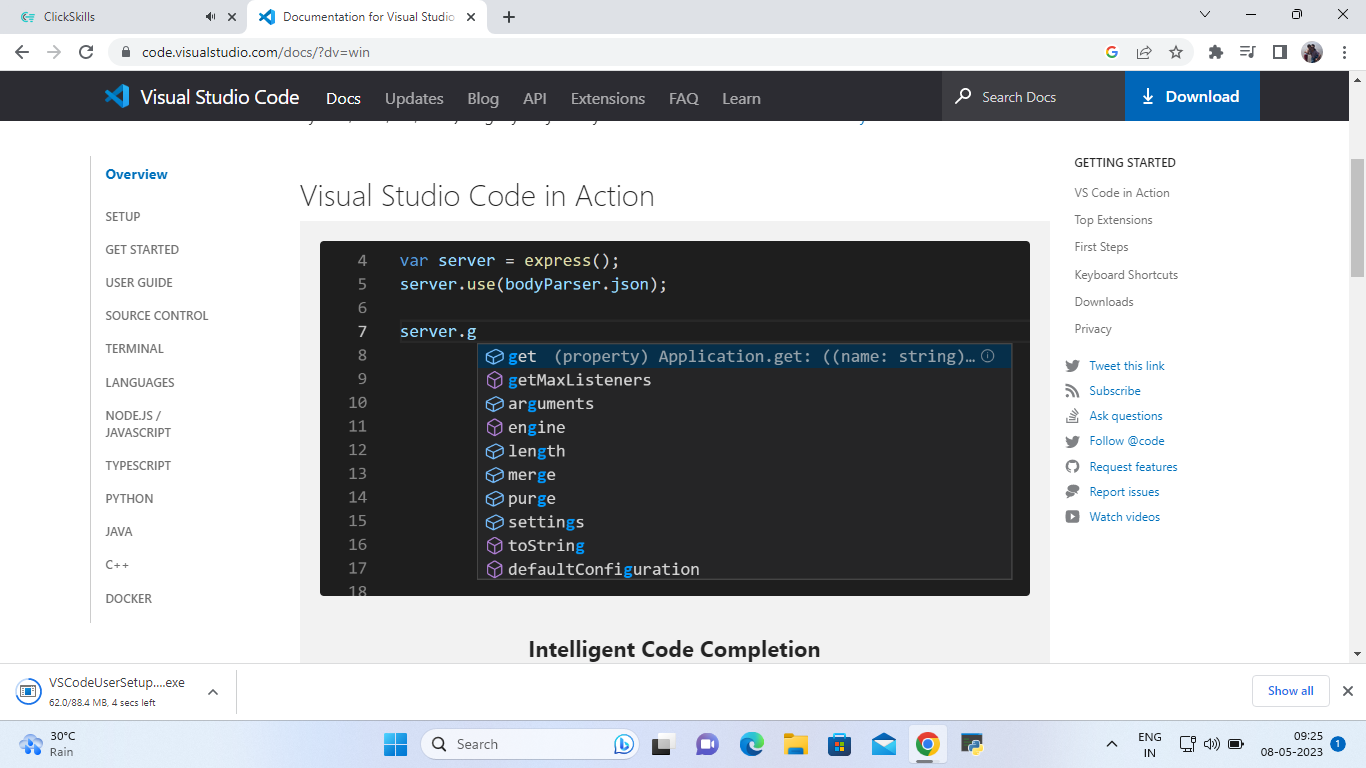 ClickSkills
Documentation for Visual Studio
code.visualstudio.com/docs/?dv=win
Visual Studio Code
Docs
Updates
Blog
API
Extensions
FAQ
Learn
Search Docs
Download
Overview
SETUP
GET STARTED
USER GUIDE
SOURCE CONTROL
TERMINAL
LANGUAGES
NODE.JS /
JAVASCRIPT
TYPESCRIPT
PYTHON
JAVA
C++
DOCKER
Visual Studio Code in Action
4 var server = express();
5 server.use(bodyParser.json);
6
7 server.g
8 get (property) Application.get: ((name: string)…
9 getMaxListeners
10 arguments
11 engine
12 length
13 merge
14 purge
15 settings
16 toString
17 defaultConfiguration
18
Intelligent Code Completion
GETTING STARTED
VS Code in Action
Top Extensions
First Steps
Keyboard Shortcuts
Downloads
Privacy
Tweet this link
Subscribe
Ask questions
Follow @code
Request features
Report issues
Watch videos
VSCodeUserSetup....exe
62.0/88.4 MB, 4 secs left
Show all
30°C
Rain
Search
ENG
IN
09:25
08-05-2023
1